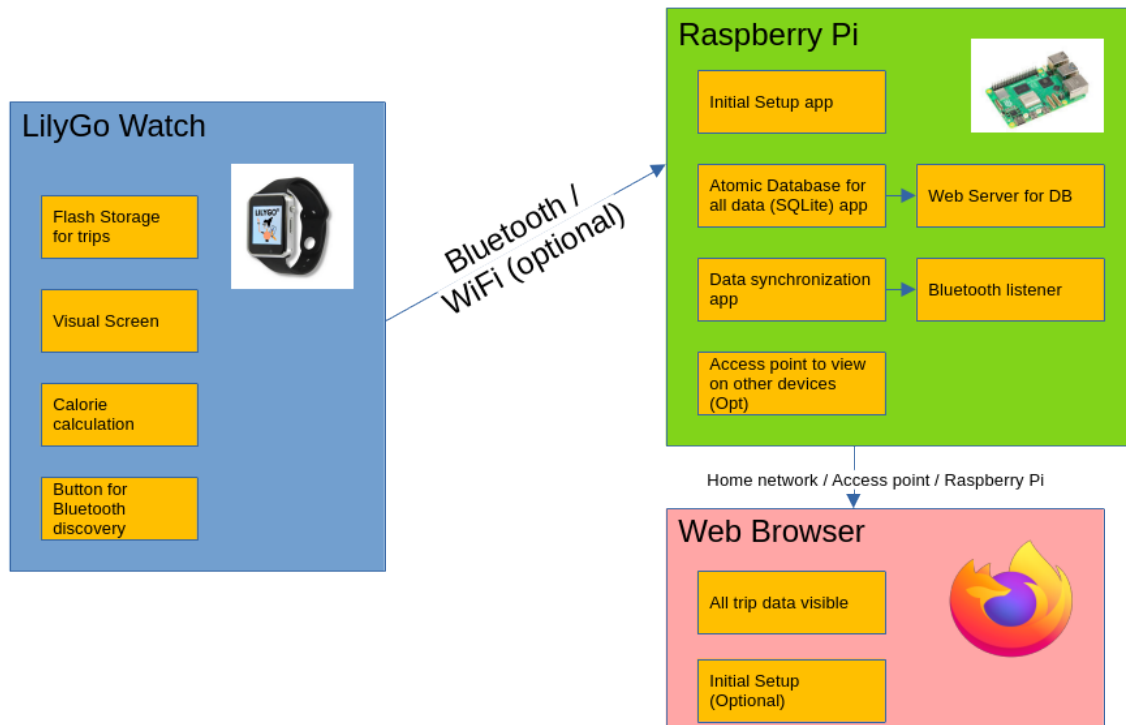 LilyGo Watch
LILYGO
Flash Storage
for trips
Visual Screen
Calorie
calculation
Button for
Bluetooth
discovery
Bluetooth /
WiFi (optional)
Raspberry Pi
Initial Setup app
Atomic Database for
all data (SQLite) app
Web Server for DB
Data synchronization
app
Bluetooth listener
Access point to view
on other devices
(Opt)
Home network / Access point / Raspberry Pi
Web Browser
All trip data visible
Initial Setup
(Optional)